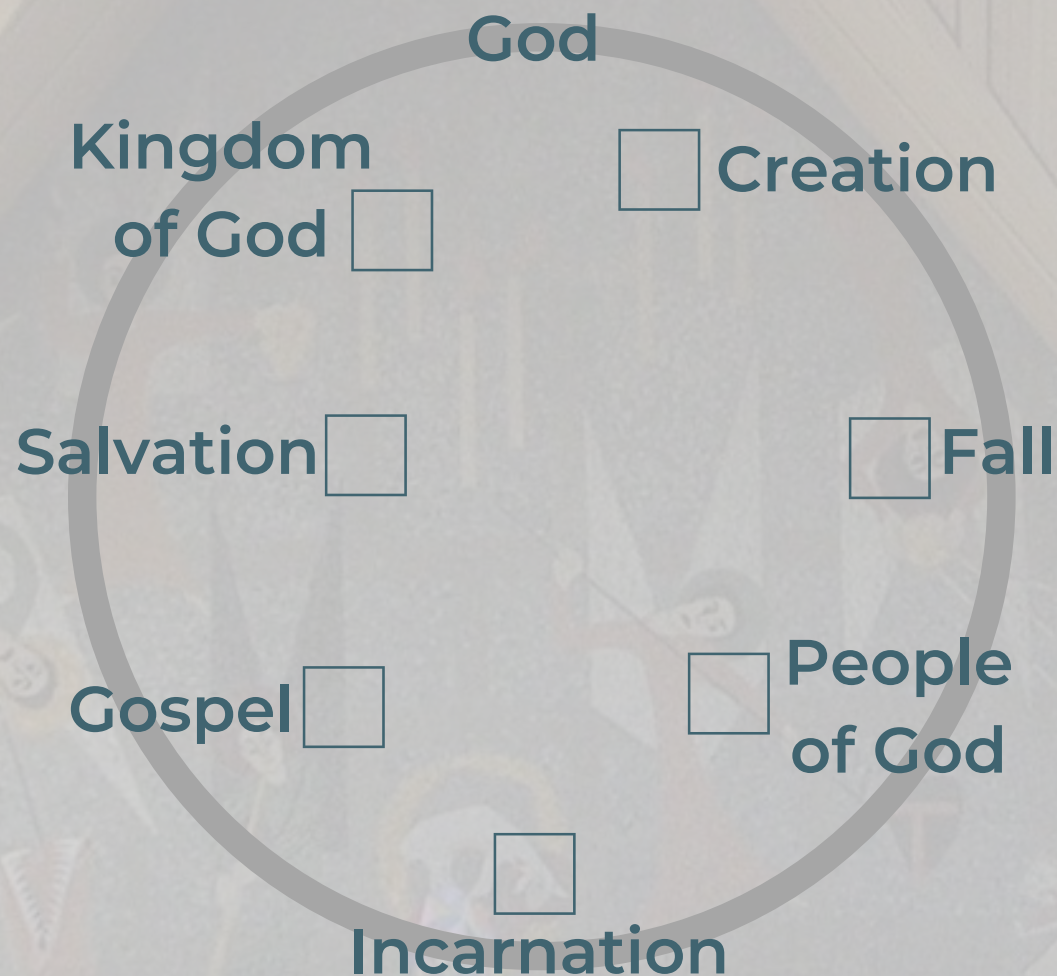 God
Creation
Fall
People
of God
Incarnation
Gospel
Salvation
Kingdom
of God